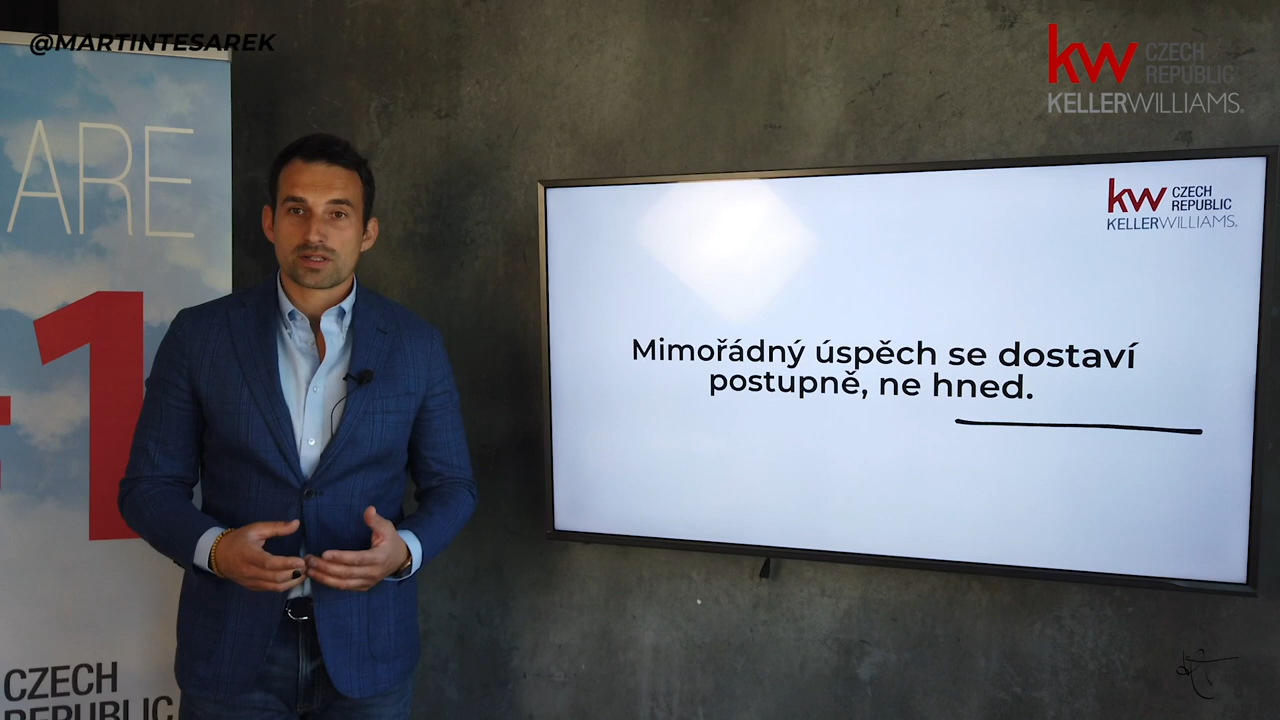 @MARTINTESAREK
kw CZECH
REPUBLIC
KELLERWILLIAMS.
ARE
1
CZECH
REPUBLIC
kw CZECH
REPUBLIC
KELLERWILLIAMS.
Mimořádný úspěch se dostaví
postupně, ne hned.